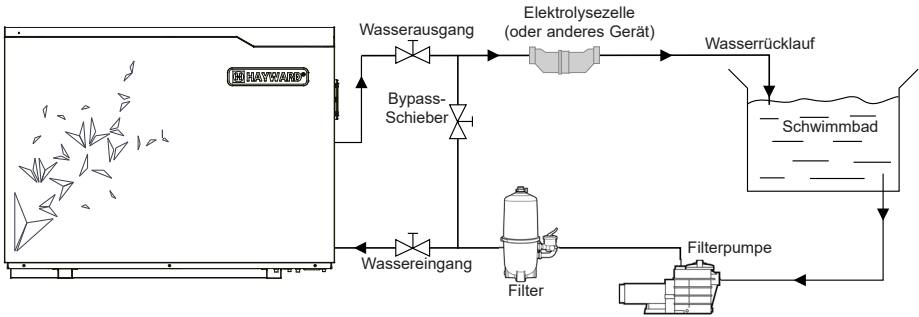 Elektrolysezelle
(oder anderes Gerät)
Wasserausgang
Wasserrücklauf
HAYWARD®
Bypass-
Schieber
Schwimmbad
Wassereingang
Filter
Filterpumpe